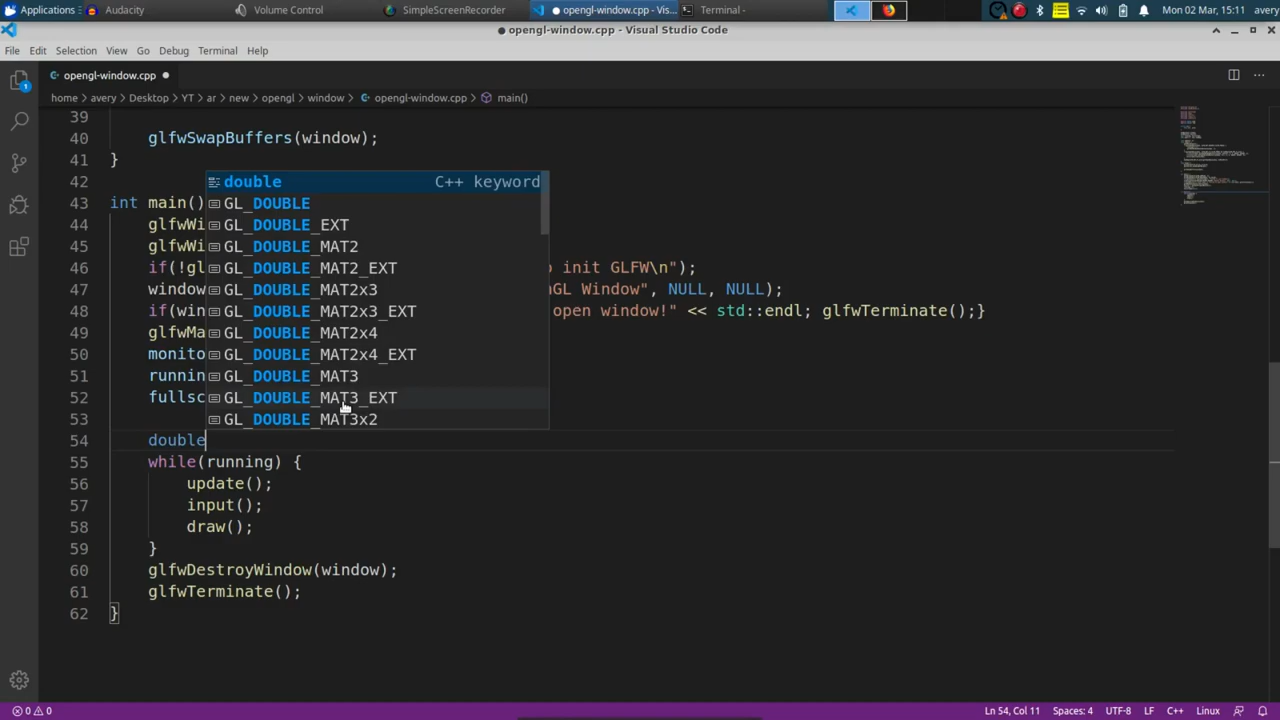 Applications Audacity Volume Control SimpleScreenRecorder opengl-window.cpp - Vis... Terminal - Mon 02 Mar, 15:11 avery
● opengl-window.cpp - Visual Studio Code
File Edit Selection View Go Debug Terminal Help
opengl-window.cpp ●
home > avery > Desktop > YT > ar > new > opengl > window > opengl-window.cpp > main()
39
40 glfwSwapBuffers(window);
41 }
42
double C++ keyword
43 int main()
GL_DOUBLE
44 glfwWi
GL_DOUBLE_EXT
45 glfwWi
GL_DOUBLE_MAT2
46 if(!gl
GL_DOUBLE_MAT2_EXT
o init GLFW\n");
47 window
GL_DOUBLE_MAT2x3
nGL Window", NULL, NULL);
48 if(win
GL_DOUBLE_MAT2x3_EXT
open window!" << std::endl; glfwTerminate();}
49 glfwMa
GL_DOUBLE_MAT2x4
50 monito
GL_DOUBLE_MAT2x4_EXT
51 runnin
GL_DOUBLE_MAT3
52 fullsc
GL_DOUBLE_MAT3_EXT
53
GL_DOUBLE_MAT3x2
54 double
55 while(running) {
56 update();
57 input();
58 draw();
59 }
60 glfwDestroyWindow(window);
61 glfwTerminate();
62 }
0 0 Ln 54, Col 11 Spaces: 4 UTF-8 LF C++ Linux